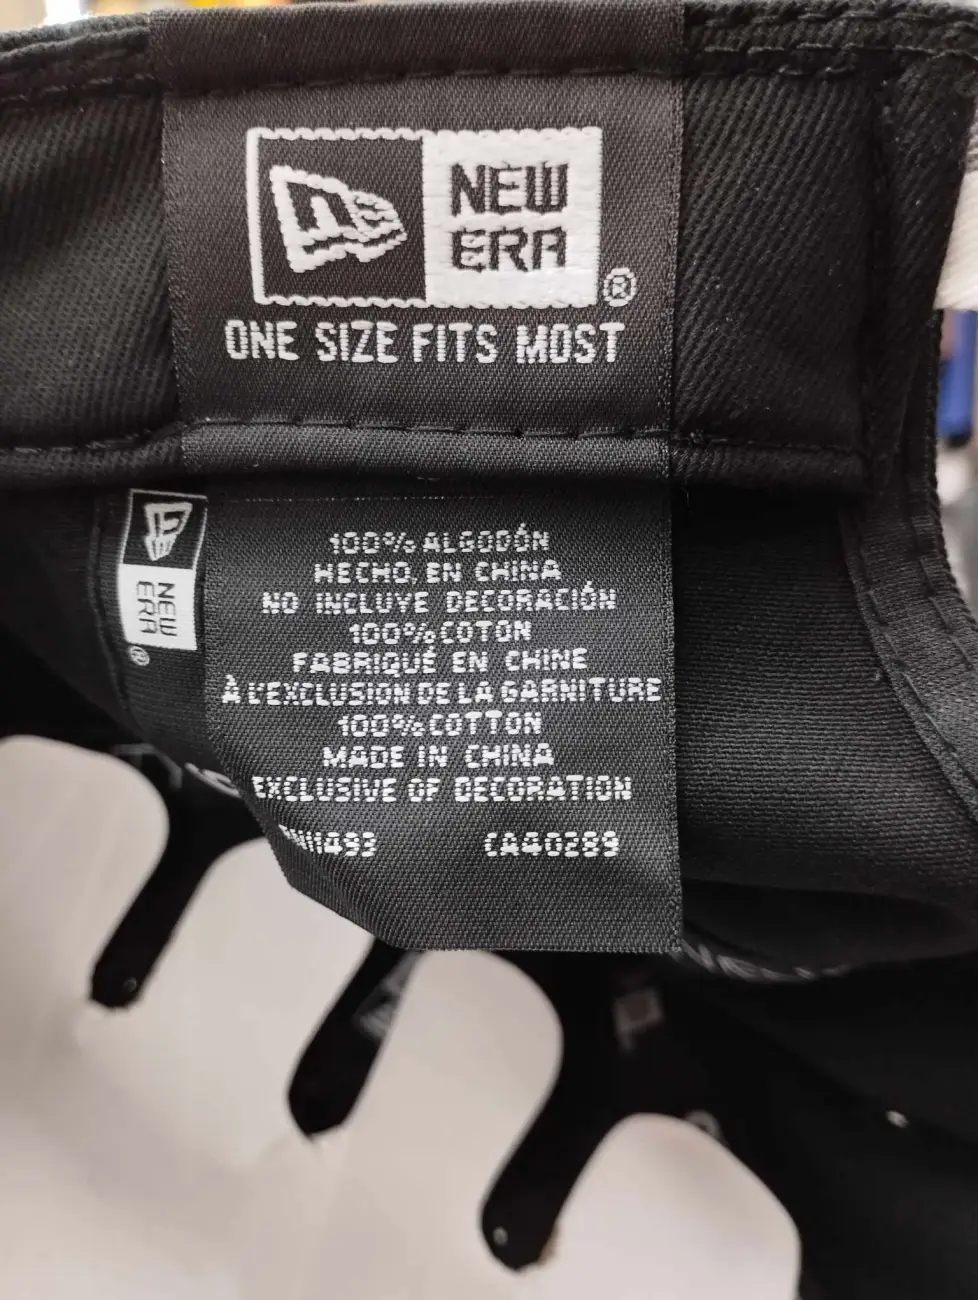 NEW
ERA
®
ONE SIZE FITS MOST
NEW
ERA
®
100% ALGODÓN
HECHO EN CHINA
NO INCLUYE DECORACIÓN
100% COTON
FABRIQUÉ EN CHINE
À L'EXCLUSION DE LA GARNITURE
100% COTTON
MADE IN CHINA
EXCLUSIVE OF DECORATION
CA40289